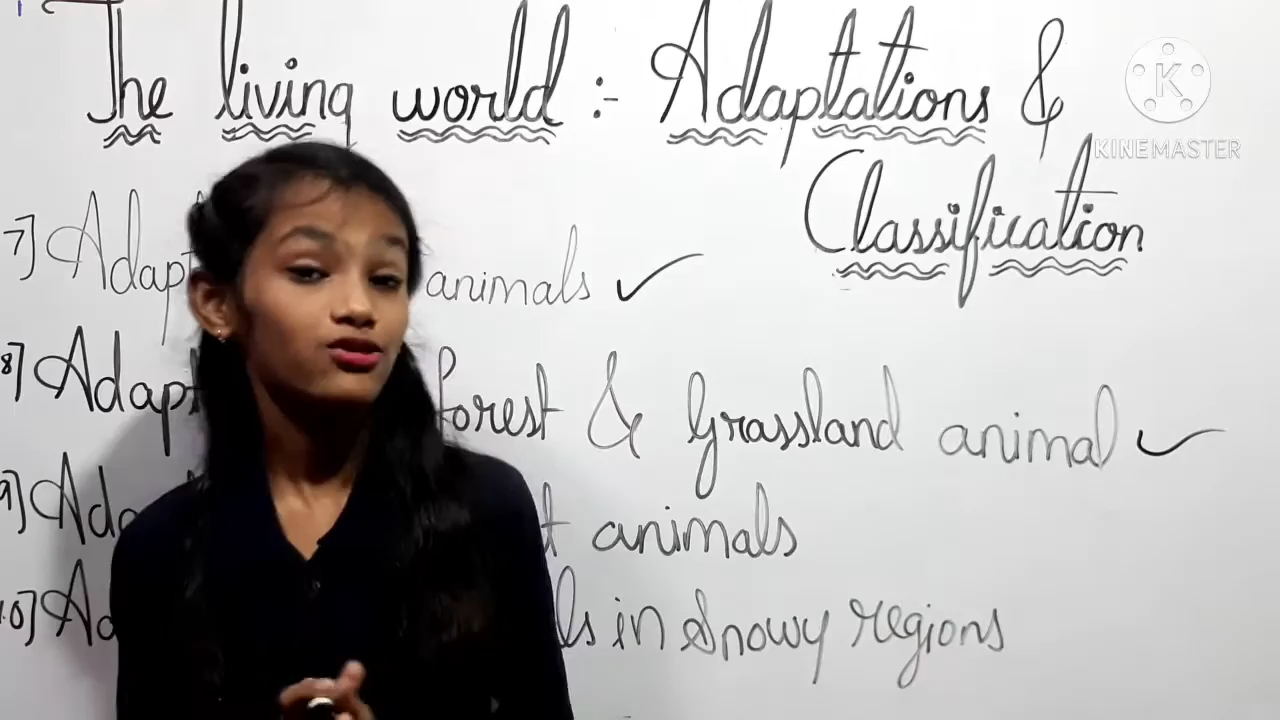 The living world :- Adaptations &
Classification
7] Adapt animals ✓
8] Adapt forest & Grassland animal ✓
9] Ada t animals
10] Ad ls in Snowy regions
K
KINEMASTER